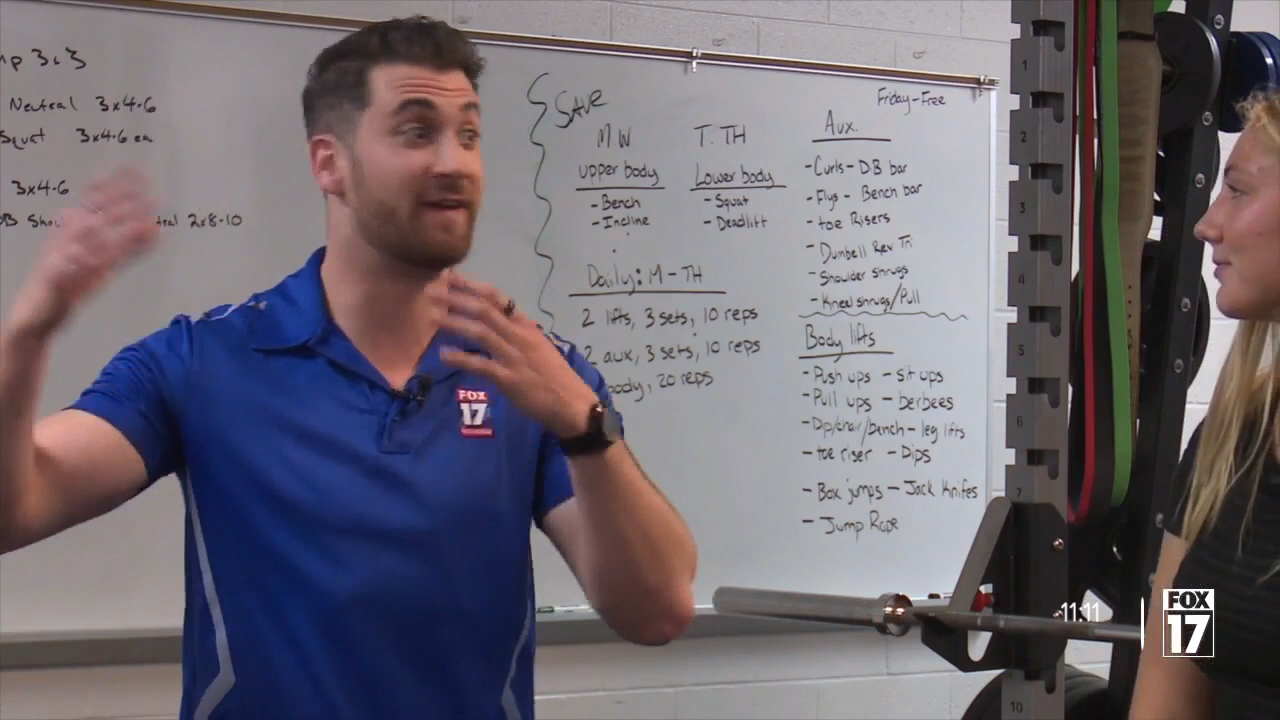 3x3
Neutral 3x4-6
Squat 3x4-6 ea
3x4-6
DB Shou
2x8-10
SAVE
Friday-Free
M W
T. TH
upper body
- Bench
- Incline
Lower body
- Squat
- Deadlift
Daily: M - TH
2 lifts, 3 sets, 10 reps
2 aux, 3 sets, 10 reps
body, 20 reps
Aux.
- Curls - DB bar
- Flys - Bench bar
- toe Risers
- Dumbell Rev Tri
- Shoulder shrugs
- Kneel shrugs/Pull
Body lifts
- Push ups - sit ups
- Pull ups - berbees
- Dip/chair/bench - leg lifts
- toe riser - Dips
- Box jumps - Jack Knifes
- Jump Rope
FOX
17
1
2
3
4
5
6
7
10
11:11
FOX
17